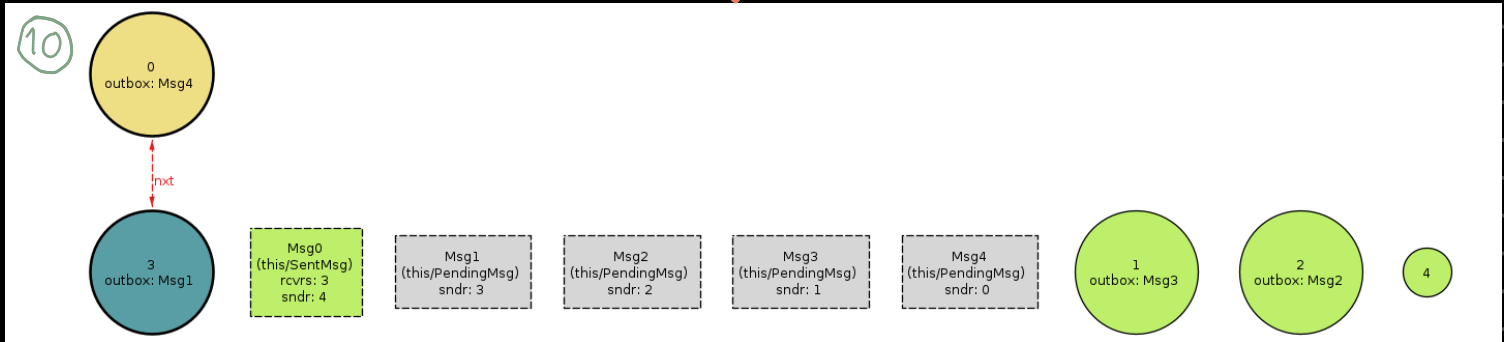 10
0
outbox: Msg4
nxt
3
outbox: Msg1
Msg0
(this/SentMsg)
rcvrs: 3
sndr: 4
Msg1
(this/PendingMsg)
sndr: 3
Msg2
(this/PendingMsg)
sndr: 2
Msg3
(this/PendingMsg)
sndr: 1
Msg4
(this/PendingMsg)
sndr: 0
1
outbox: Msg3
2
outbox: Msg2
4